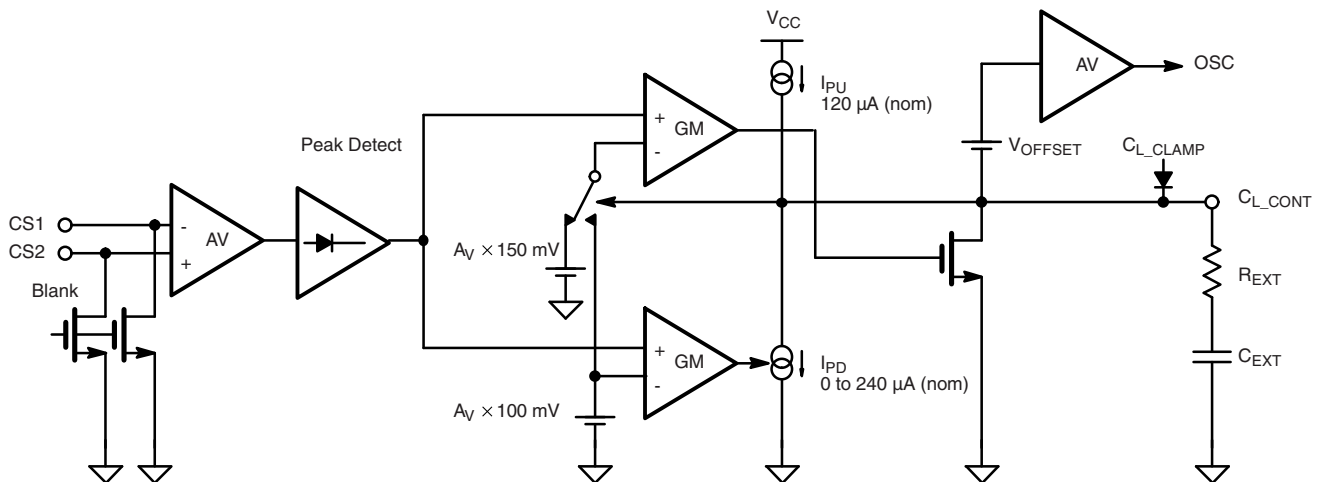 V_CC
AV
OSC
I_PU
120 μA (nom)
+
GM
-
Peak Detect
V_OFFSET
C_L_CLAMP
CS1
-
AV
C_L_CONT
CS2
+
A_V × 150 mV
Blank
R_EXT
+
GM
-
I_PD
0 to 240 μA (nom)
C_EXT
A_V × 100 mV